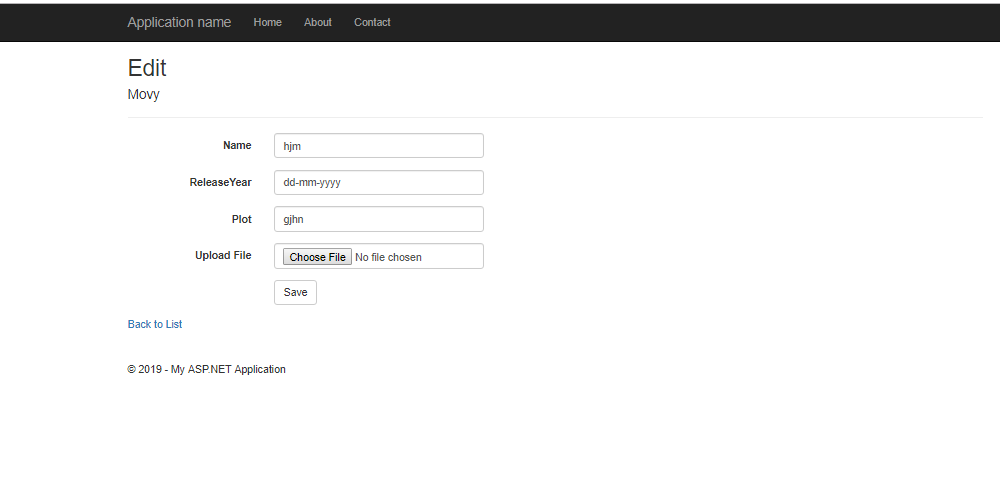 Application name Home About Contact
Edit
Movy
Name hjm
ReleaseYear dd-mm-yyyy
Plot gjhn
Upload File Choose File No file chosen
Save
Back to List
© 2019 - My ASP.NET Application